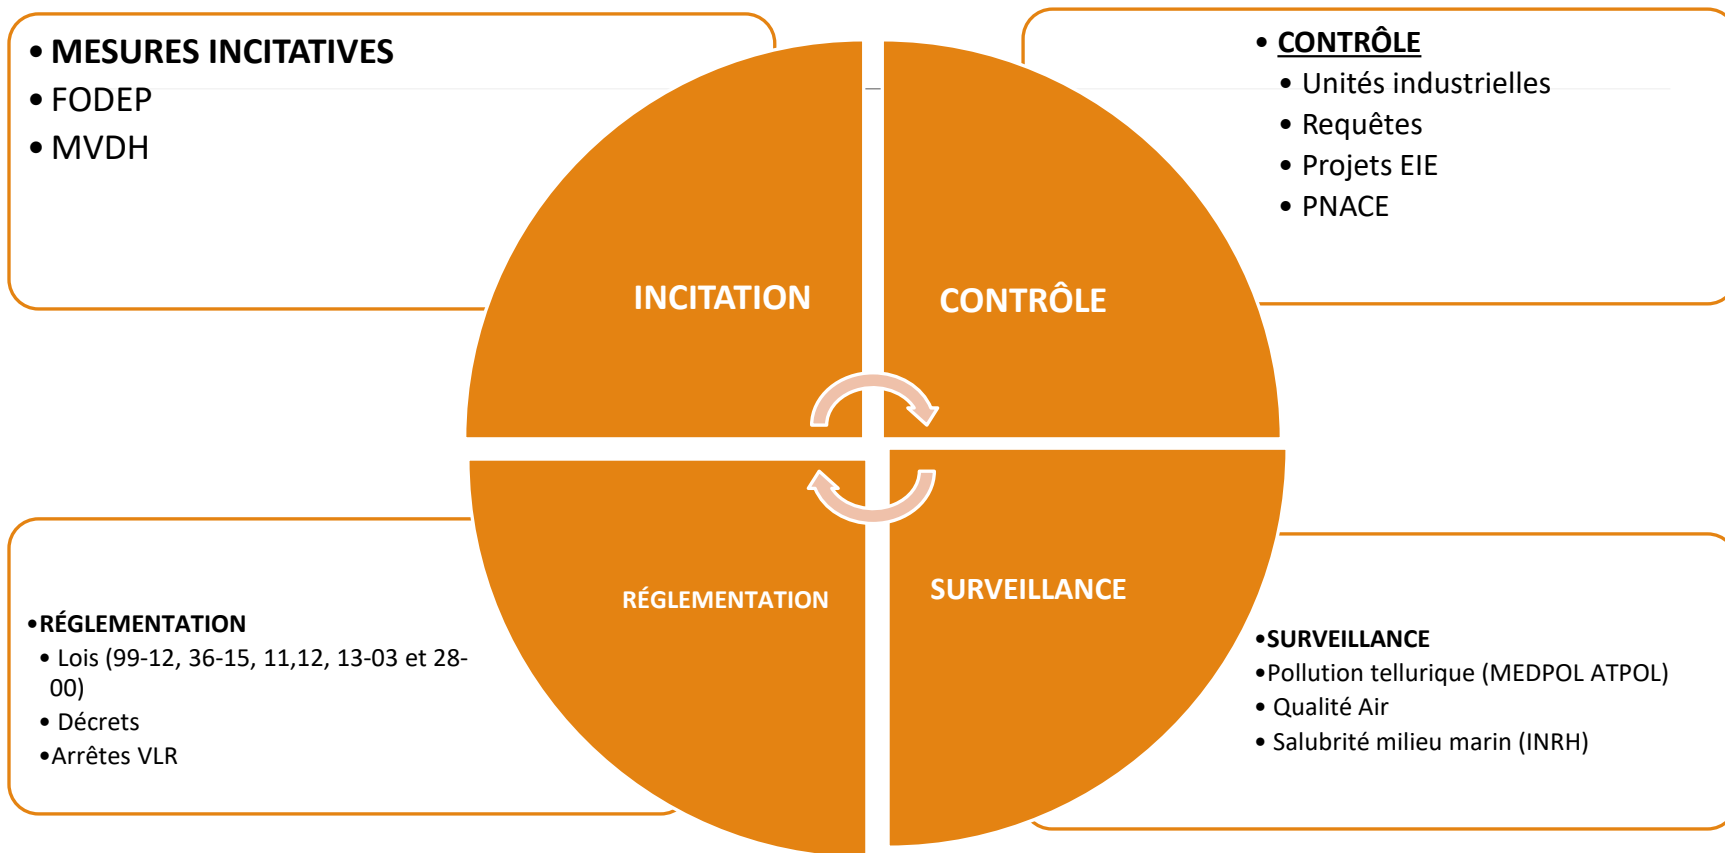 • MESURES INCITATIVES
• FODEP
• MVDH
• CONTRÔLE
• Unités industrielles
• Requêtes
• Projets EIE
• PNACE
INCITATION
CONTRÔLE
RÉGLEMENTATION
SURVEILLANCE
•RÉGLEMENTATION
• Lois (99-12, 36-15, 11,12, 13-03 et 28-
00)
• Décrets
•Arrêtes VLR
•SURVEILLANCE
•Pollution tellurique (MEDPOL ATPOL)
• Qualité Air
• Salubrité milieu marin (INRH)